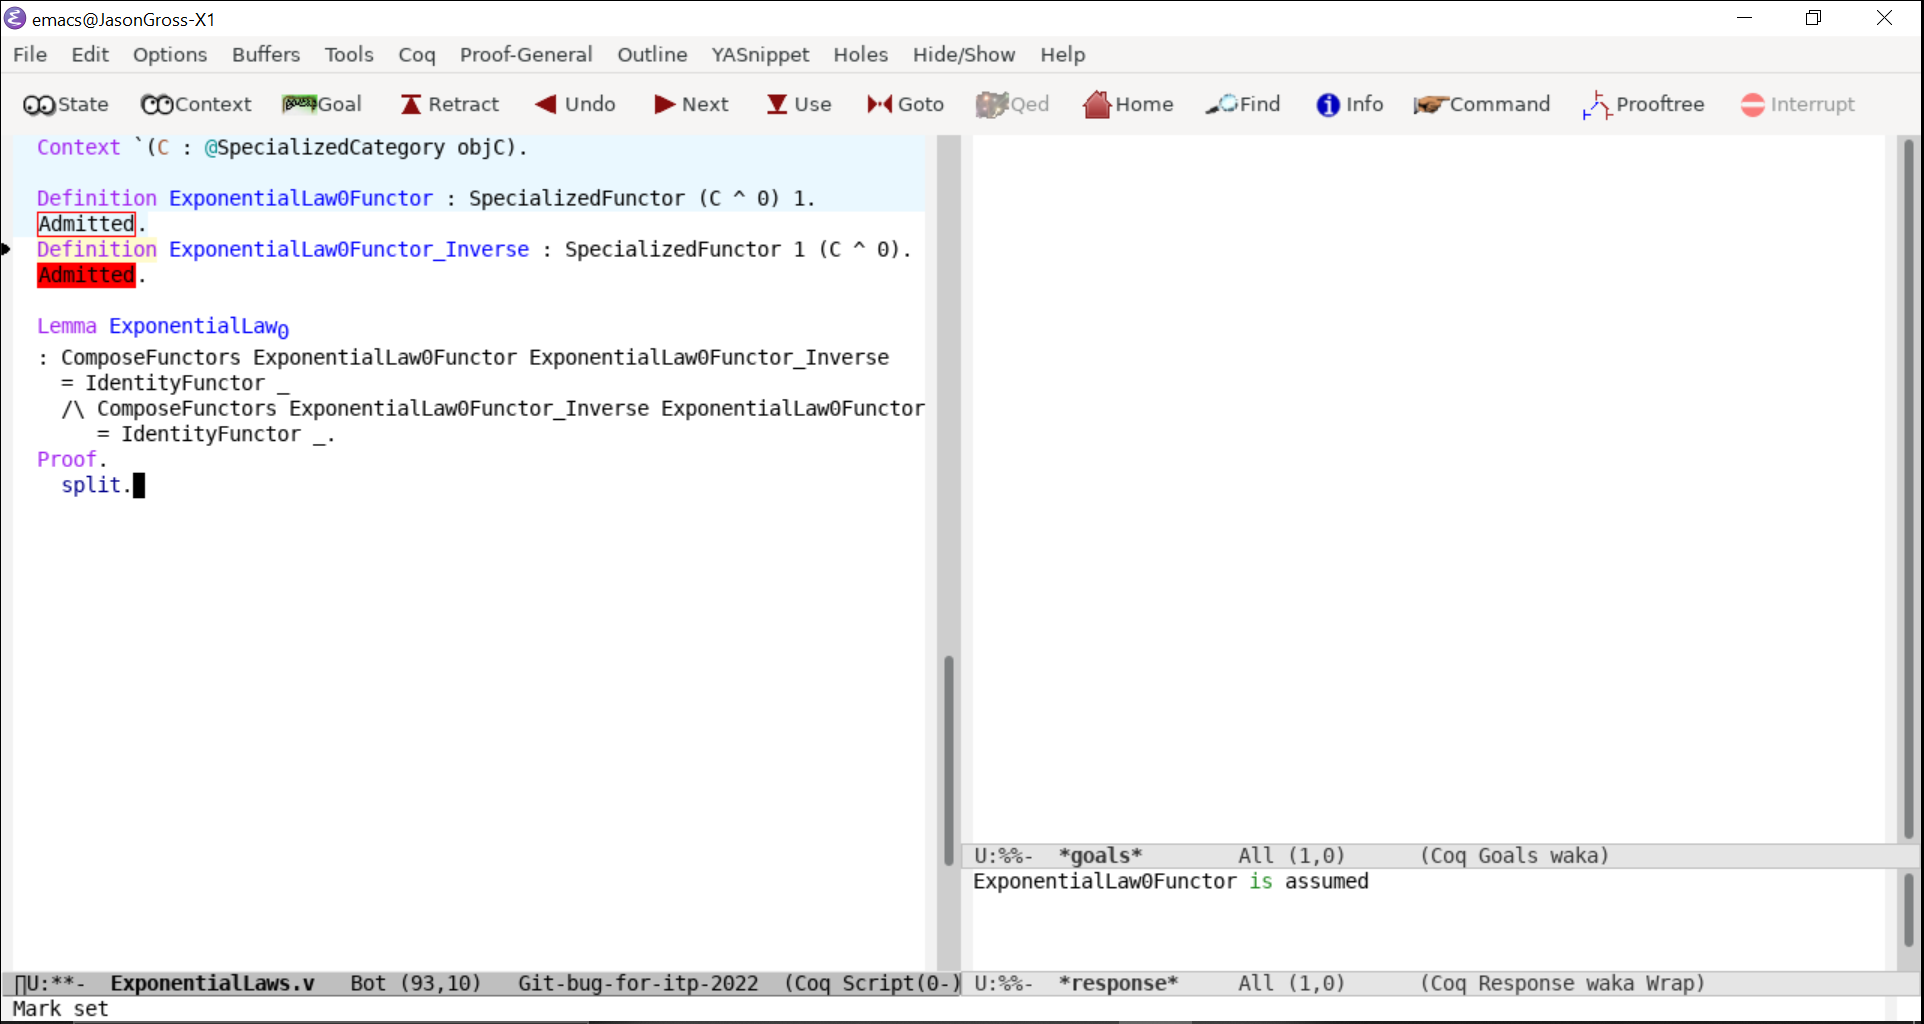 emacs@JasonGross-X1
File Edit Options Buffers Tools Coq Proof-General Outline YASnippet Holes Hide/Show Help
State Context Goal Retract Undo Next Use Goto Qed Home Find Info Command Prooftree Interrupt
Context `(C : @SpecializedCategory objC).
Definition ExponentialLaw0Functor : SpecializedFunctor (C ^ 0) 1.
Admitted.
Definition ExponentialLaw0Functor_Inverse : SpecializedFunctor 1 (C ^ 0).
Admitted.
Lemma ExponentialLaw₀
: ComposeFunctors ExponentialLaw0Functor ExponentialLaw0Functor_Inverse
= IdentityFunctor _
/\ ComposeFunctors ExponentialLaw0Functor_Inverse ExponentialLaw0Functor
= IdentityFunctor _.
Proof.
split.
U:**- ExponentialLaws.v Bot (93,10) Git-bug-for-itp-2022 (Coq Script(0-)
U:%%- *goals* All (1,0) (Coq Goals waka)
ExponentialLaw0Functor is assumed
U:%%- *response* All (1,0) (Coq Response waka Wrap)
Mark set